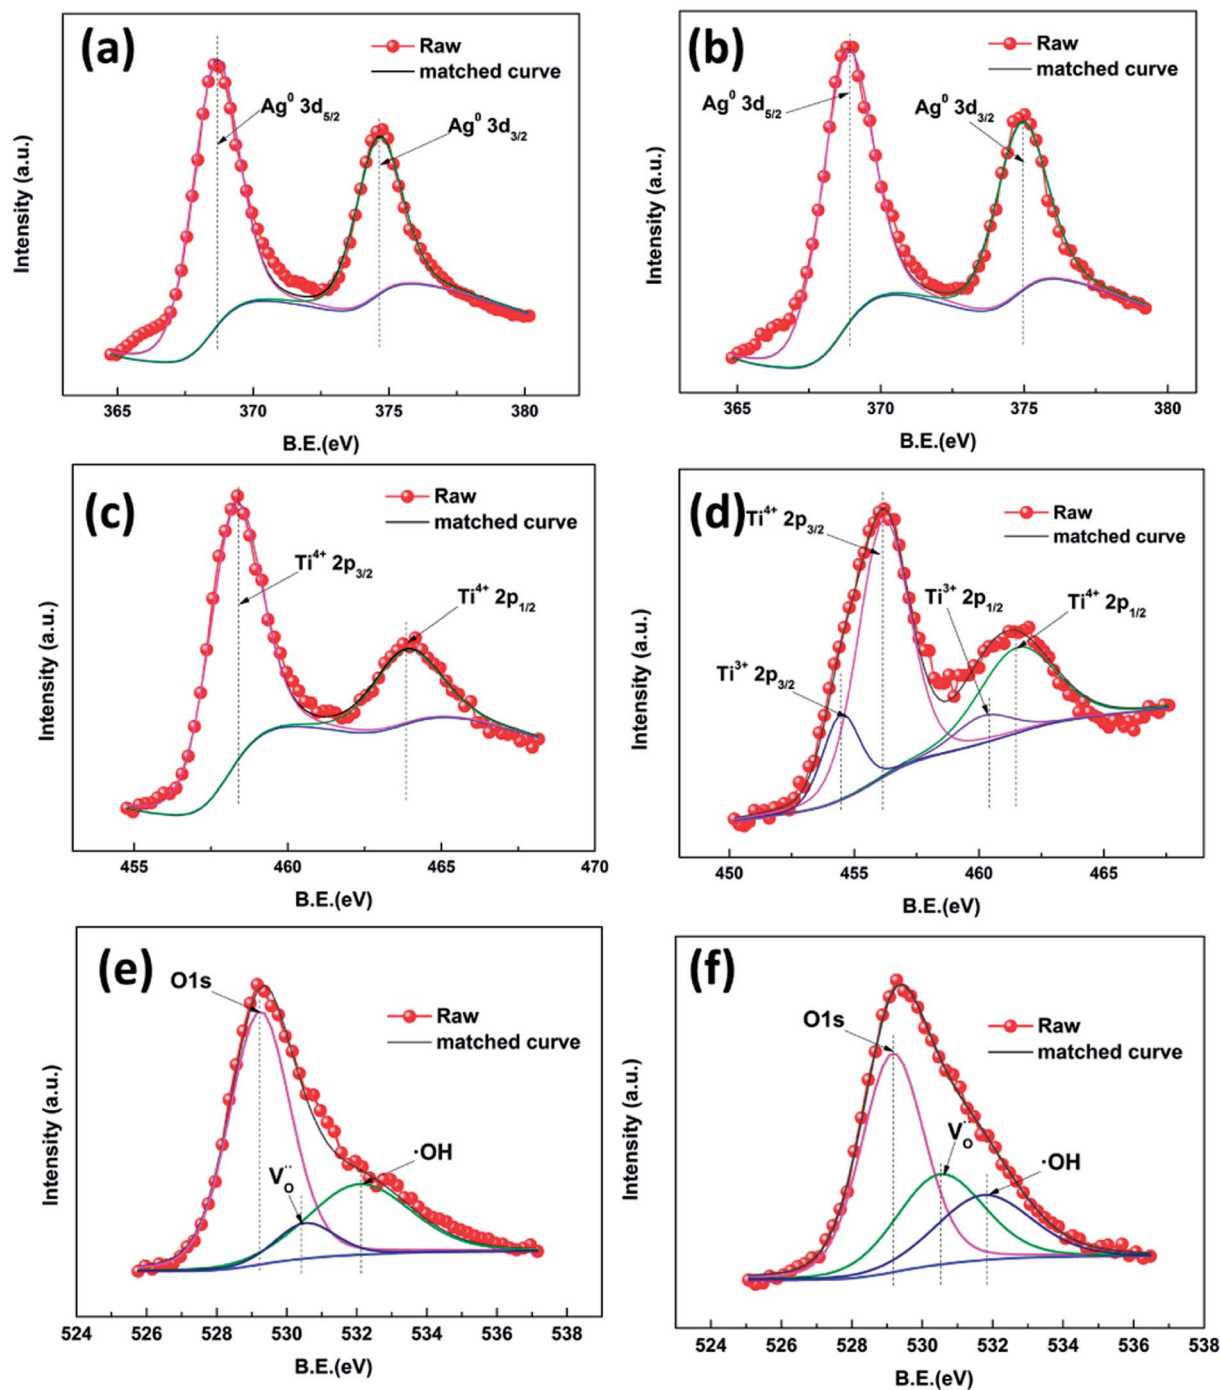 (a)
Raw
matched curve
Ag⁰ 3d₅/₂
Ag⁰ 3d₃/₂
Intensity (a.u.)
365 370 375 380
B.E.(eV)
(b)
Raw
matched curve
Ag⁰ 3d₅/₂
Ag⁰ 3d₃/₂
Intensity (a.u.)
365 370 375 380
B.E.(eV)
(c)
Raw
matched curve
Ti⁴⁺ 2p₃/₂
Ti⁴⁺ 2p₁/₂
Intensity (a.u.)
455 460 465 470
B.E.(eV)
(d)
Ti⁴⁺ 2p₃/₂
Raw
matched curve
Ti³⁺ 2p₁/₂
Ti⁴⁺ 2p₁/₂
Ti³⁺ 2p₃/₂
Intensity (a.u.)
450 455 460 465
B.E.(eV)
(e)
O1s
Raw
matched curve
·OH
V̈ₒ
Intensity (a.u.)
524 526 528 530 532 534 536 538
B.E.(eV)
(f)
O1s
Raw
matched curve
V̈ₒ
·OH
Intensity (a.u.)
524 526 528 530 532 534 536 538
B.E.(eV)